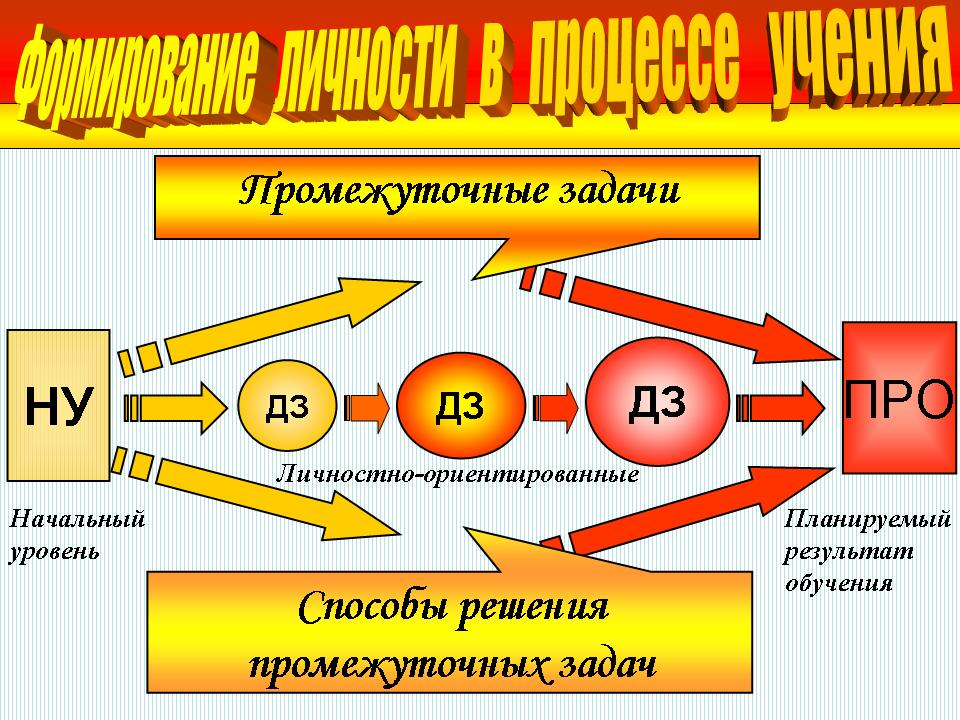 Формирование личности в процессе учения
Промежуточные задачи
НУ
ДЗ
ДЗ
ДЗ
ПРО
Личностно-ориентированные
Начальный
уровень
Планируемый
результат
обучения
Способы решения
промежуточных задач